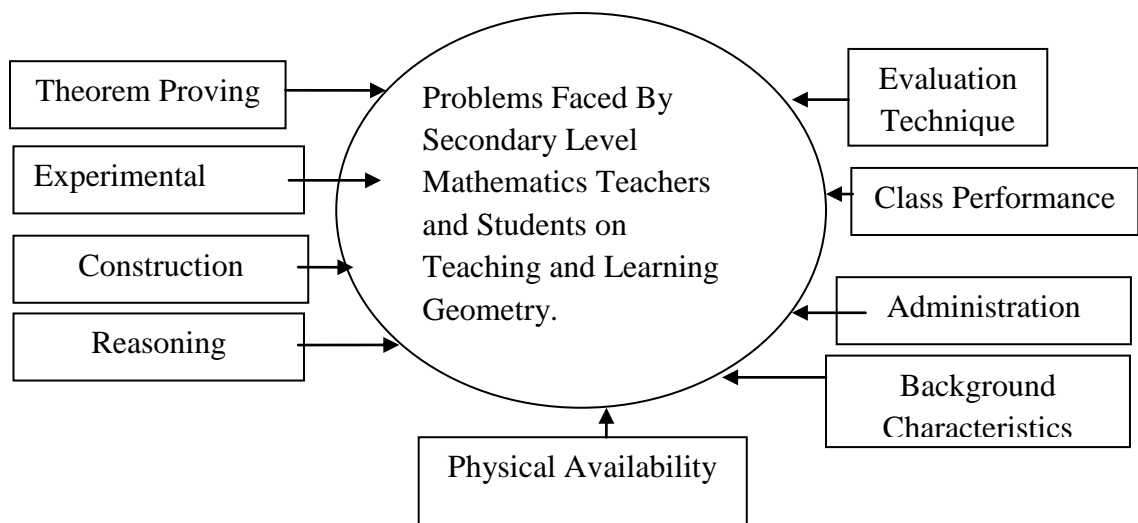 Theorem Proving
Experimental
Construction
Reasoning
Problems Faced By
Secondary Level
Mathematics Teachers
and Students on
Teaching and Learning
Geometry.
Evaluation
Technique
Class Performance
Administration
Background
Characteristics
Physical Availability